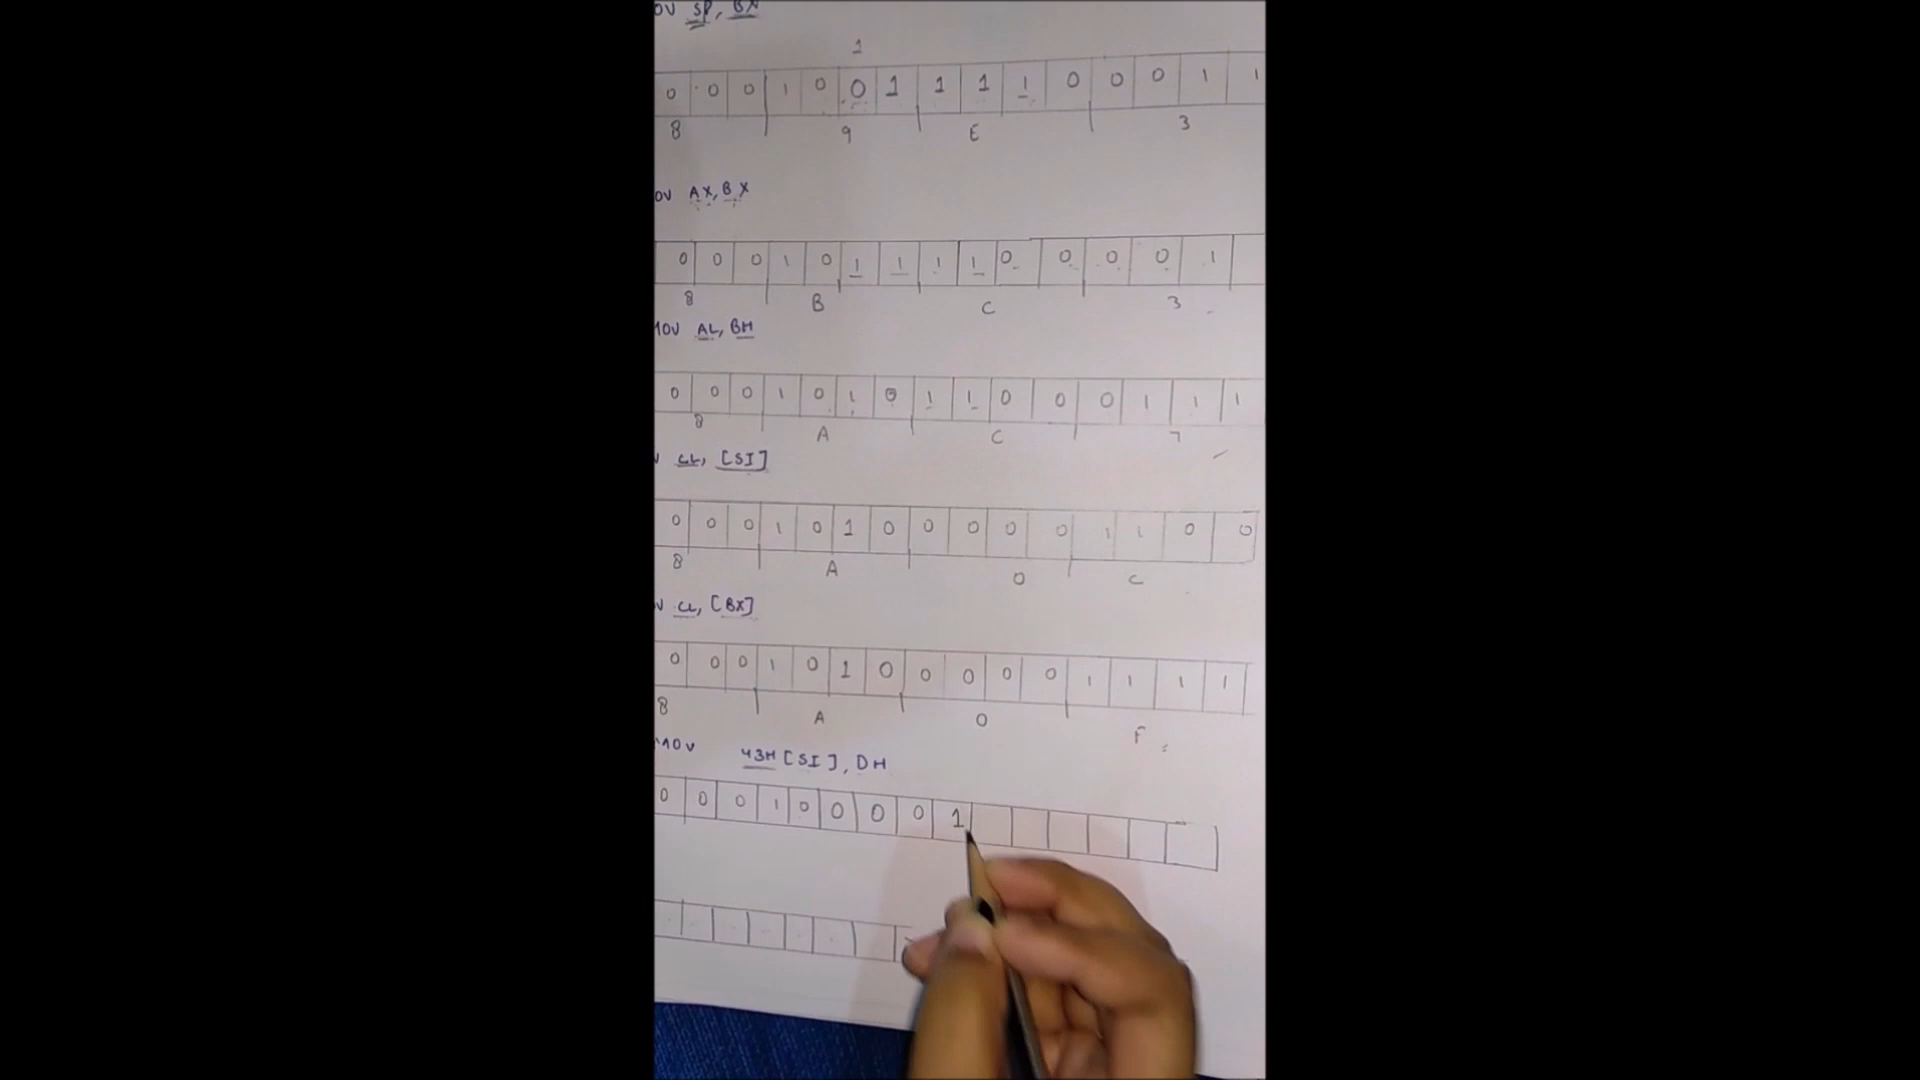 OV SP, BX
1
0 0 0 1 0 0 1 1 1 1 0 0 0 1 1
8 9 E 3
OV AX, BX
0 0 0 1 0 1 1 1 1 0 0 0 0 1
8 B C 3
MOV AL, BH
0 0 0 1 0 1 0 1 1 0 0 0 1 1 1
8 A C 7
V CL, [SI]
0 0 0 1 0 1 0 0 0 0 0 1 1 0 0
8 A 0 C
V CL, [BX]
0 0 0 1 0 1 0 0 0 0 0 1 1 1 1
8 A 0 F
MOV 43H [SI], DH
0 0 0 1 0 0 0 0 1